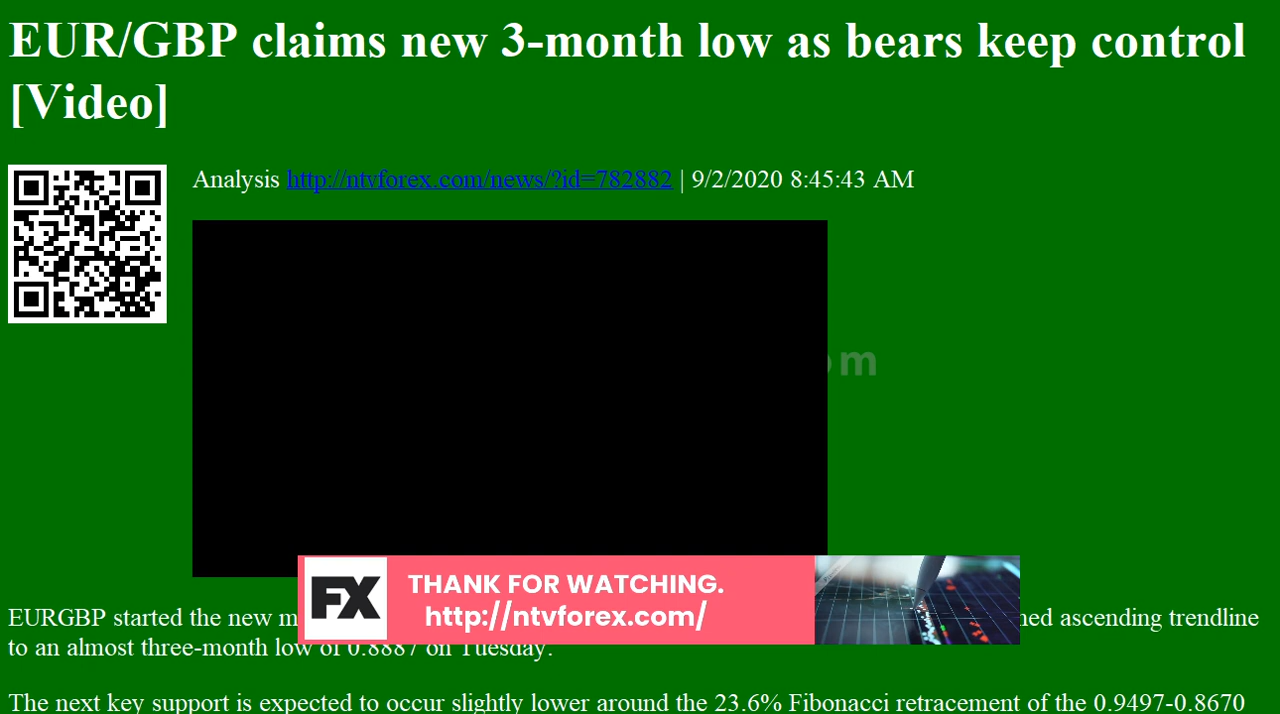 EUR/GBP claims new 3-month low as bears keep control
[Video]
Analysis http://ntvforex.com/news/?id=782882 | 9/2/2020 8:45:43 AM
om
FX
THANK FOR WATCHING.
http://ntvforex.com/
EURGBP started the new ascending trendline
to an almost three-month low of 0.8887 on Tuesday.
The next key support is expected to occur slightly lower around the 23.6% Fibonacci retracement of the 0.9497-0.8670